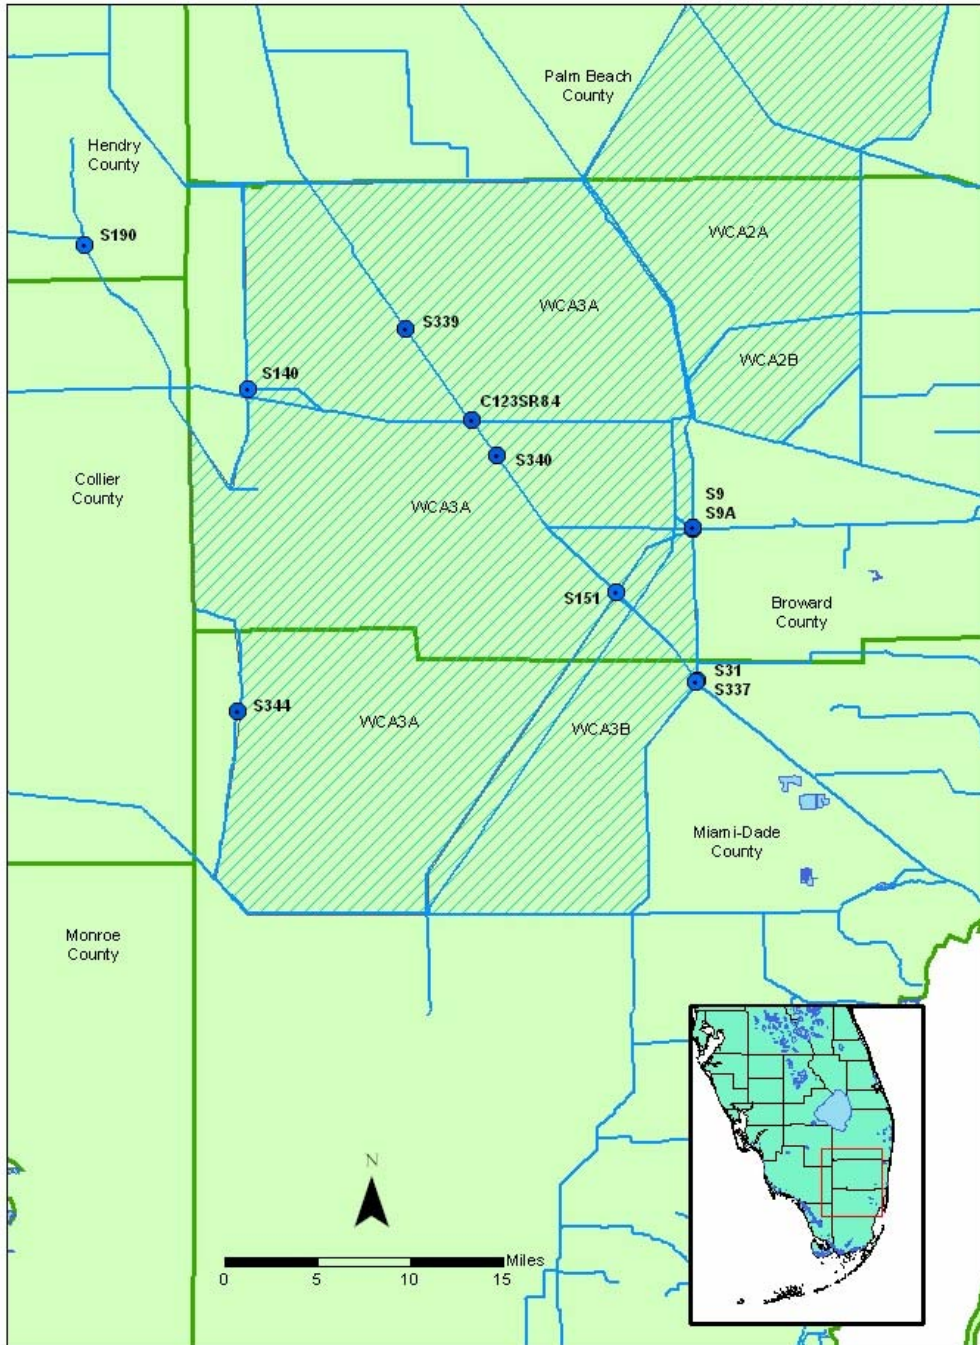 Palm Beach
County
Hendry
County
WCA2A
S190
WCA3A
S339
WCA2B
S140
C123SR84
S340
Collier
County
WCA3A
S9
S9A
S151
Broward
County
S31
S337
S344
WCA3A
WCA3B
Miami-Dade
County
Monroe
County
N
Miles
0 5 10 15